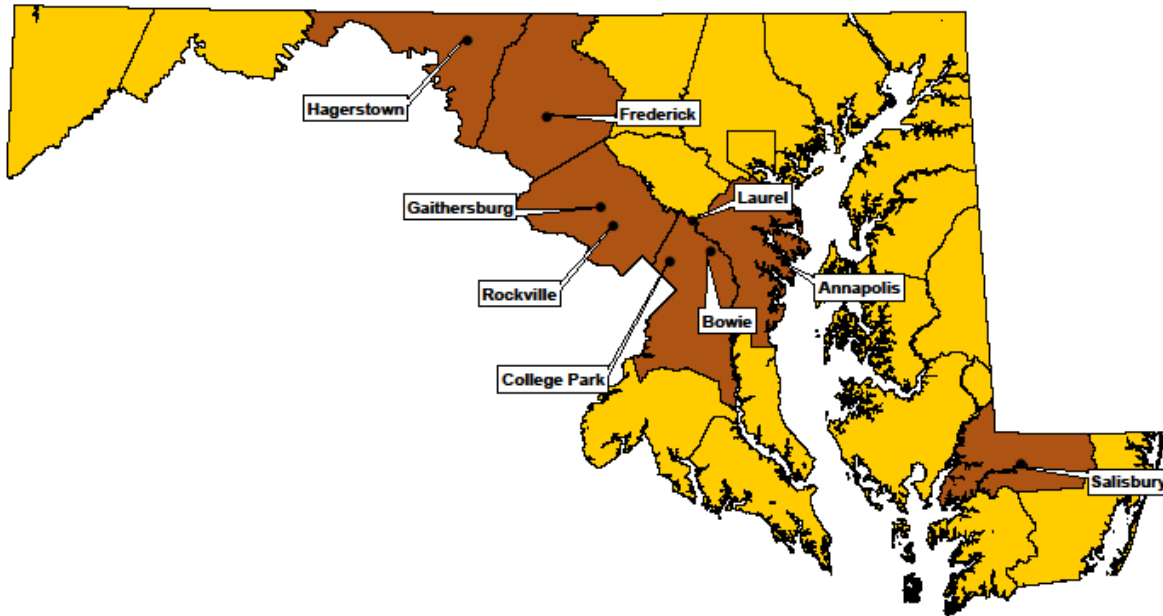 Hagerstown
Frederick
Laurel
Gaithersburg
Annapolis
Rockville
Bowie
College Park
Salisbury